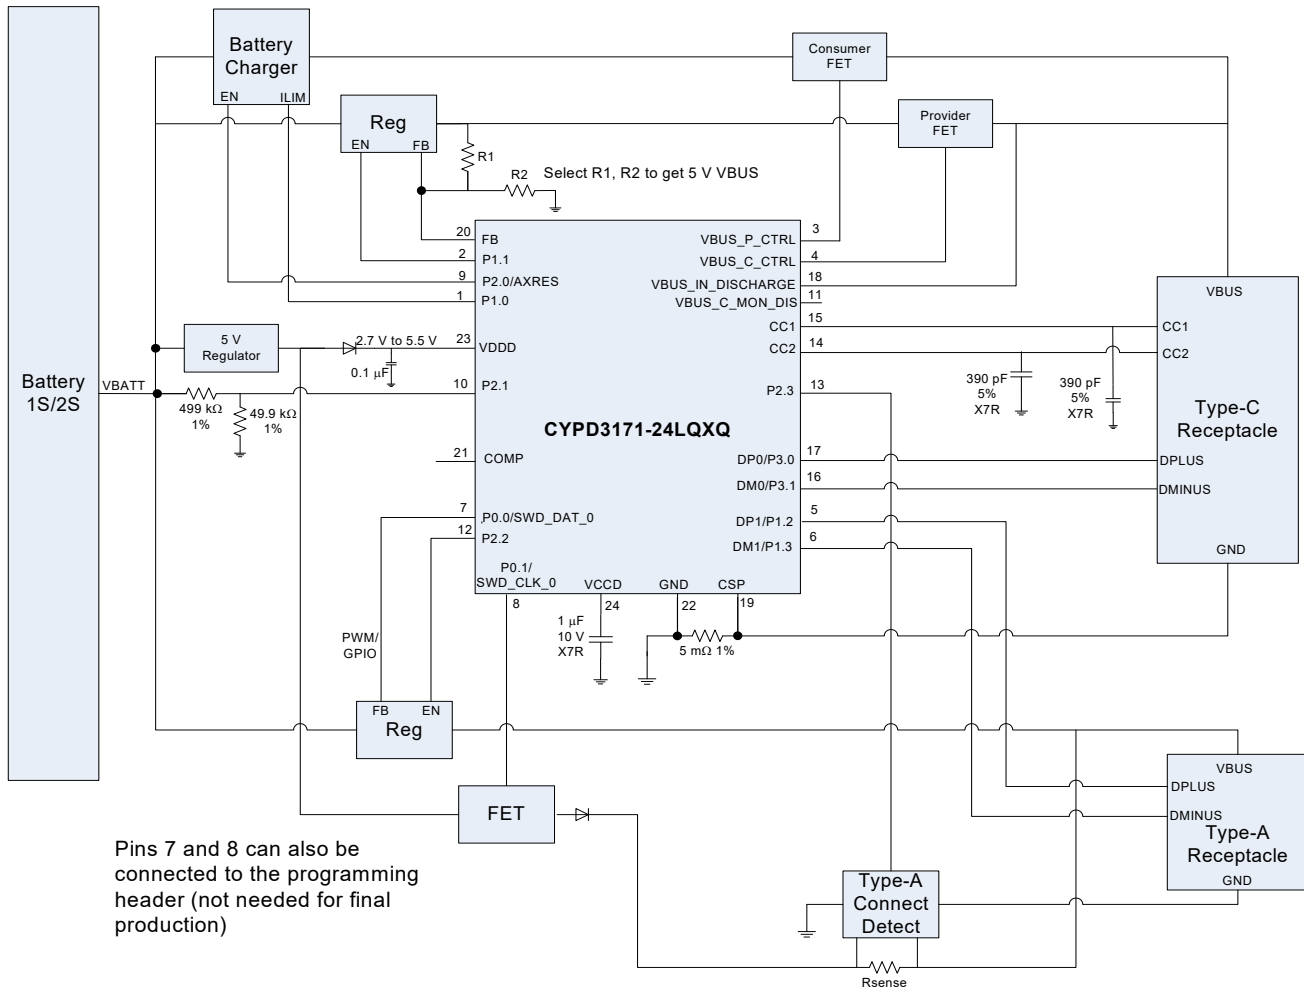 Battery
Charger
EN
ILIM
Consumer
FET
Reg
EN
FB
Provider
FET
R1
R2
Select R1, R2 to get 5 V VBUS
Battery
1S/2S
VBATT
5 V
Regulator
2.7 V to 5.5 V
0.1 µF
499 kΩ
1%
49.9 kΩ
1%
20
2
9
1
23
10
21
7
12
FB
P1.1
P2.0/AXRES
P1.0
VDDD
P2.1
COMP
P0.0/SWD_DAT_0
P2.2
P0.1/
SWD_CLK_0
VCCD
GND
CSP
CYPD3171-24LQXQ
VBUS_P_CTRL
VBUS_C_CTRL
VBUS_IN_DISCHARGE
VBUS_C_MON_DIS
CC1
CC2
P2.3
DP0/P3.0
DM0/P3.1
DP1/P1.2
DM1/P1.3
3
4
18
11
15
14
13
17
16
5
6
8
24
22
19
1 µF
10 V
X7R
5 mΩ 1%
390 pF
5%
X7R
390 pF
5%
X7R
VBUS
CC1
CC2
Type-C
Receptacle
DPLUS
DMINUS
GND
PWM/
GPIO
FB
EN
Reg
FET
VBUS
DPLUS
DMINUS
Type-A
Receptacle
GND
Type-A
Connect
Detect
Rsense
Pins 7 and 8 can also be
connected to the programming
header (not needed for final
production)